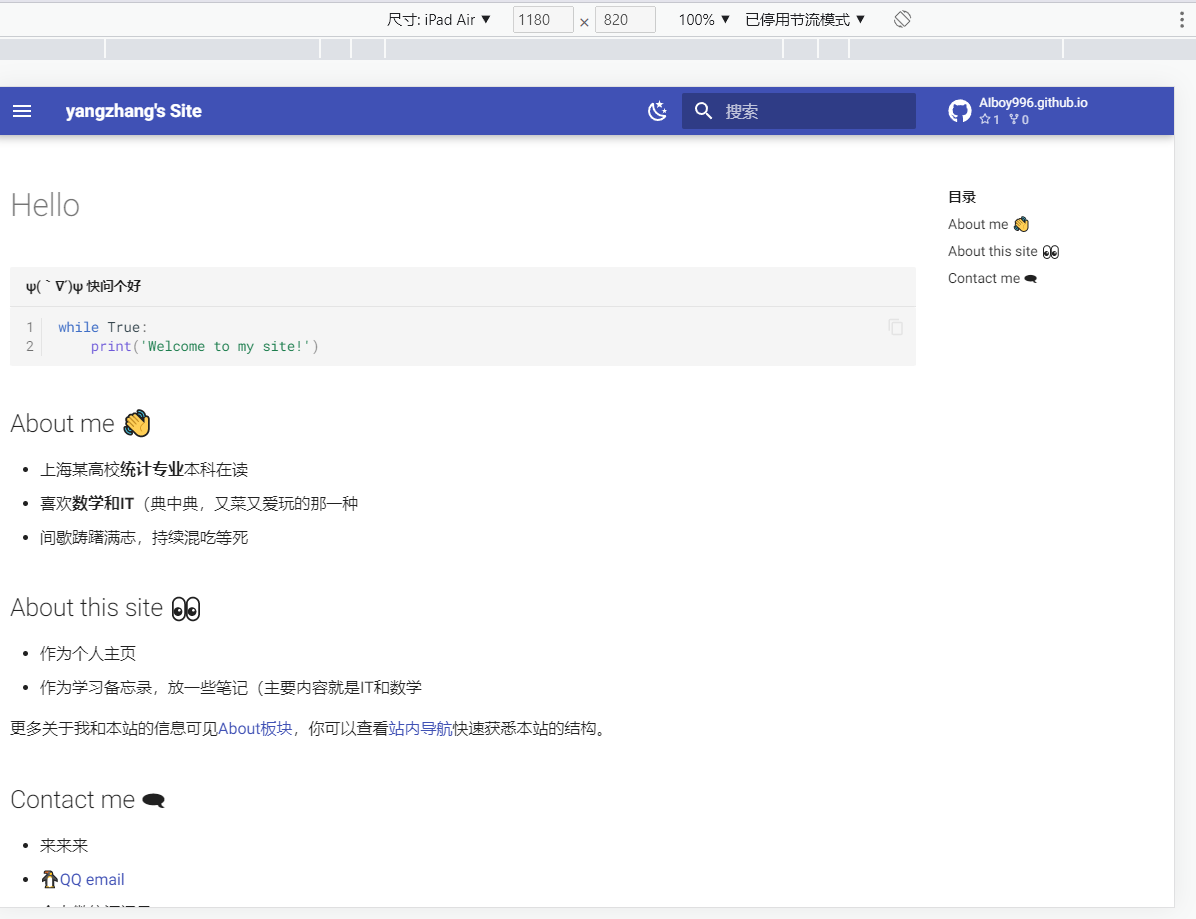 尺寸: iPad Air ▼ 1180 × 820 100% ▼ 已停用节流模式 ▼
yangzhang's Site
搜索
AIboy996.github.io
1 0
Hello
目录
About me 👏
About this site 👀
Contact me 🗨
ψ(｀∇´)ψ 快问个好
1 while True:
2 print('Welcome to my site!')
About me 👏
• 上海某高校统计专业本科在读
• 喜欢数学和IT（典中典，又菜又爱玩的那一种
• 间歇踌躇满志，持续混吃等死
About this site 👀
• 作为个人主页
• 作为学习备忘录，放一些笔记（主要内容就是IT和数学
更多关于我和本站的信息可见About板块，你可以查看站内导航快速获悉本站的结构。
Contact me 🗨
• 来来来
• 🐧QQ email